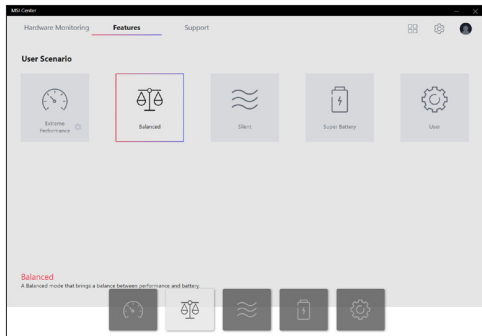 MSI Center
Hardware Monitoring Features Support
User Scenario
Extreme
Performance
Balanced
Silent
Super Battery
User
Balanced
A Balanced mode that brings a balance between performance and battery.